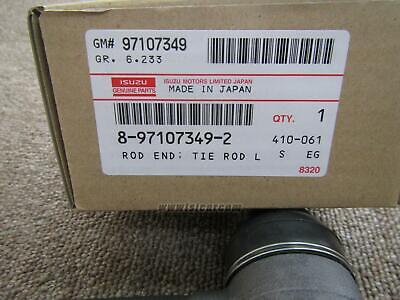 GM# 97107349
GR. 6.233
ISUZU
GENUINE PARTS
ISUZU MOTORS LIMITED JAPAN
MADE IN JAPAN
QTY. 1
8-97107349-2
410-061
ROD END; TIE ROD L
S EG
8320